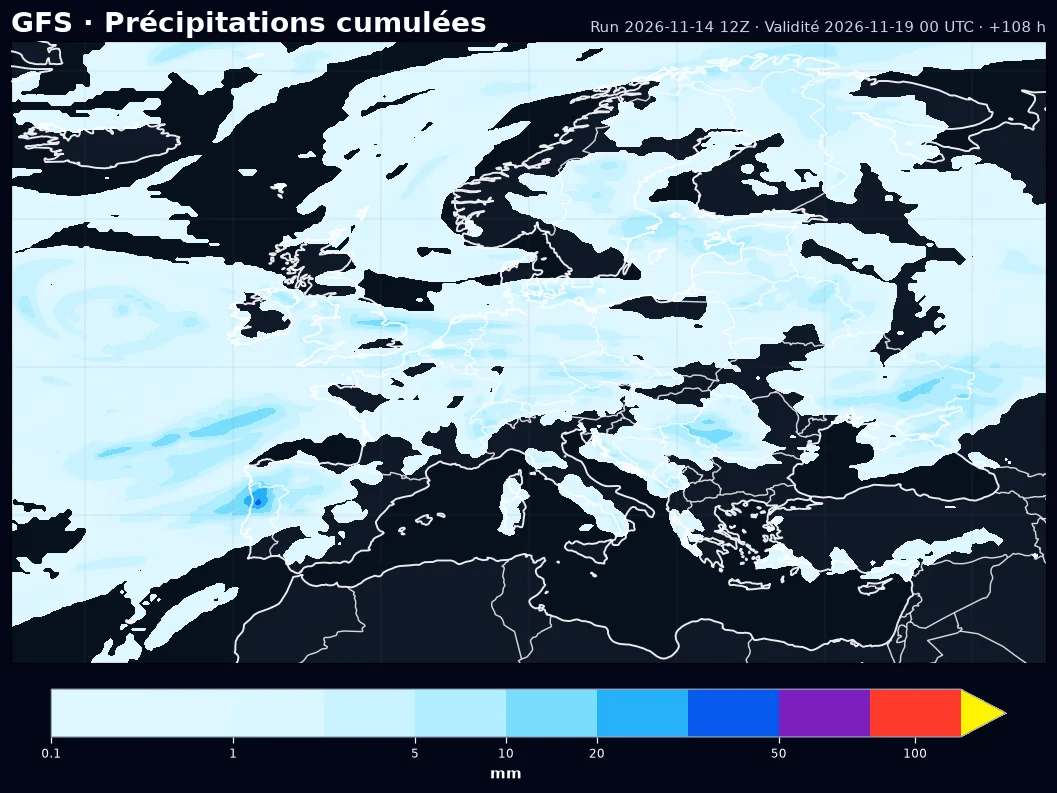 GFS · Précipitations cumulées
Run 2026-11-14 12Z · Validité 2026-11-19 00 UTC · +108 h
0.1 1 5 10 20 50 100
mm